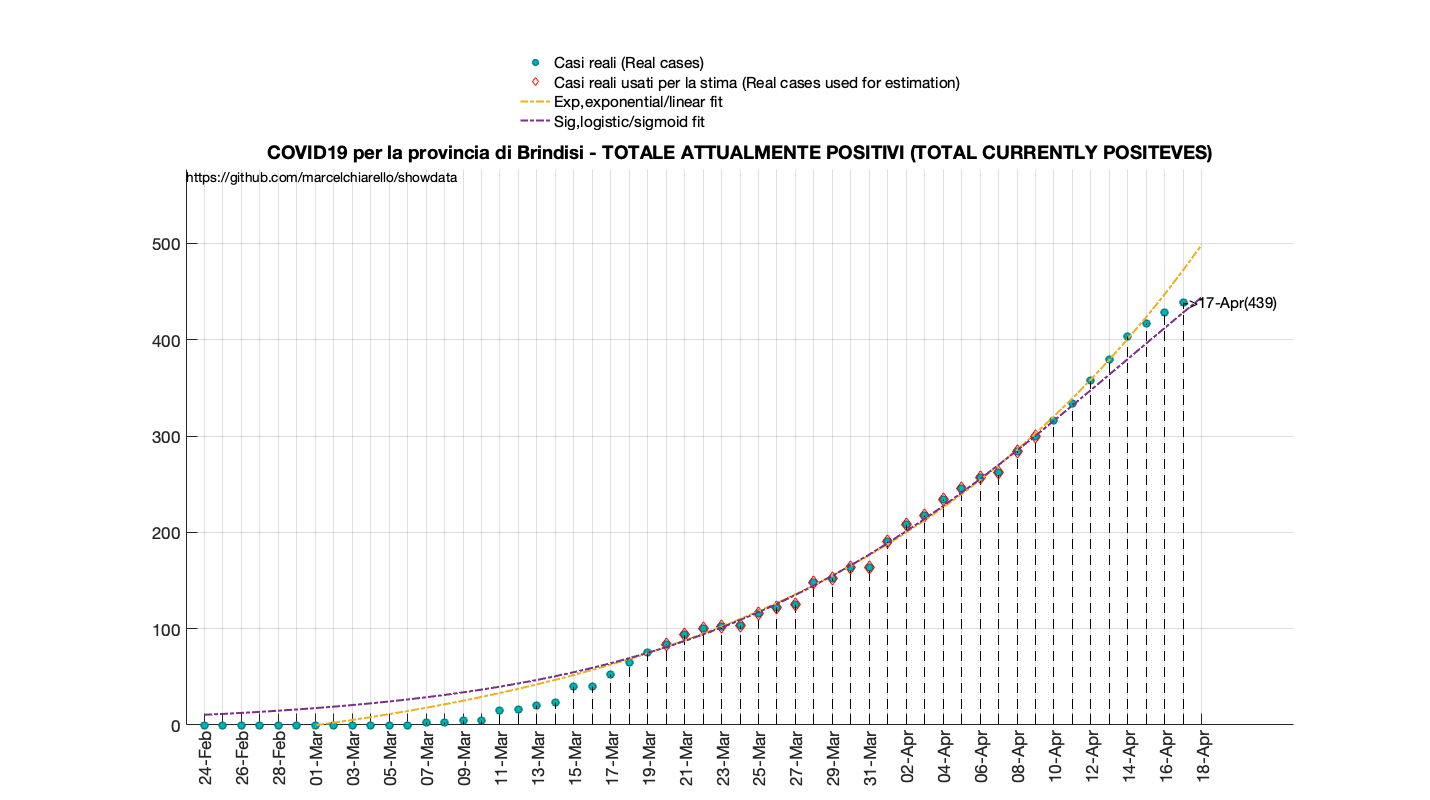 Casi reali (Real cases)
Casi reali usati per la stima (Real cases used for estimation)
Exp,exponential/linear fit
Sig,logistic/sigmoid fit
COVID19 per la provincia di Brindisi - TOTALE ATTUALMENTE POSITIVI (TOTAL CURRENTLY POSITEVES)
https://github.com/marcelchiarello/showdata
500
400
300
200
100
0
->17-Apr(439)
24-Feb
26-Feb
28-Feb
01-Mar
03-Mar
05-Mar
07-Mar
09-Mar
11-Mar
13-Mar
15-Mar
17-Mar
19-Mar
21-Mar
23-Mar
25-Mar
27-Mar
29-Mar
31-Mar
02-Apr
04-Apr
06-Apr
08-Apr
10-Apr
12-Apr
14-Apr
16-Apr
18-Apr